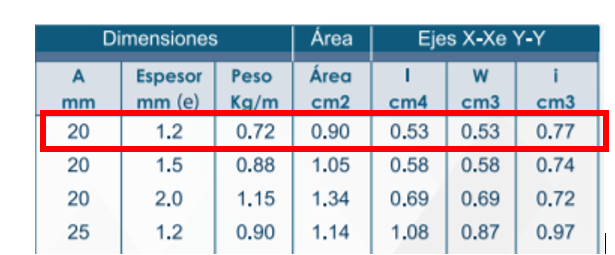 Dimensiones Área Ejes X-Xe Y-Y
A Espesor Peso Área I W i
mm mm (e) Kg/m cm2 cm4 cm3 cm3
20 1.2 0.72 0.90 0.53 0.53 0.77
20 1.5 0.88 1.05 0.58 0.58 0.74
20 2.0 1.15 1.34 0.69 0.69 0.72
25 1.2 0.90 1.14 1.08 0.87 0.97